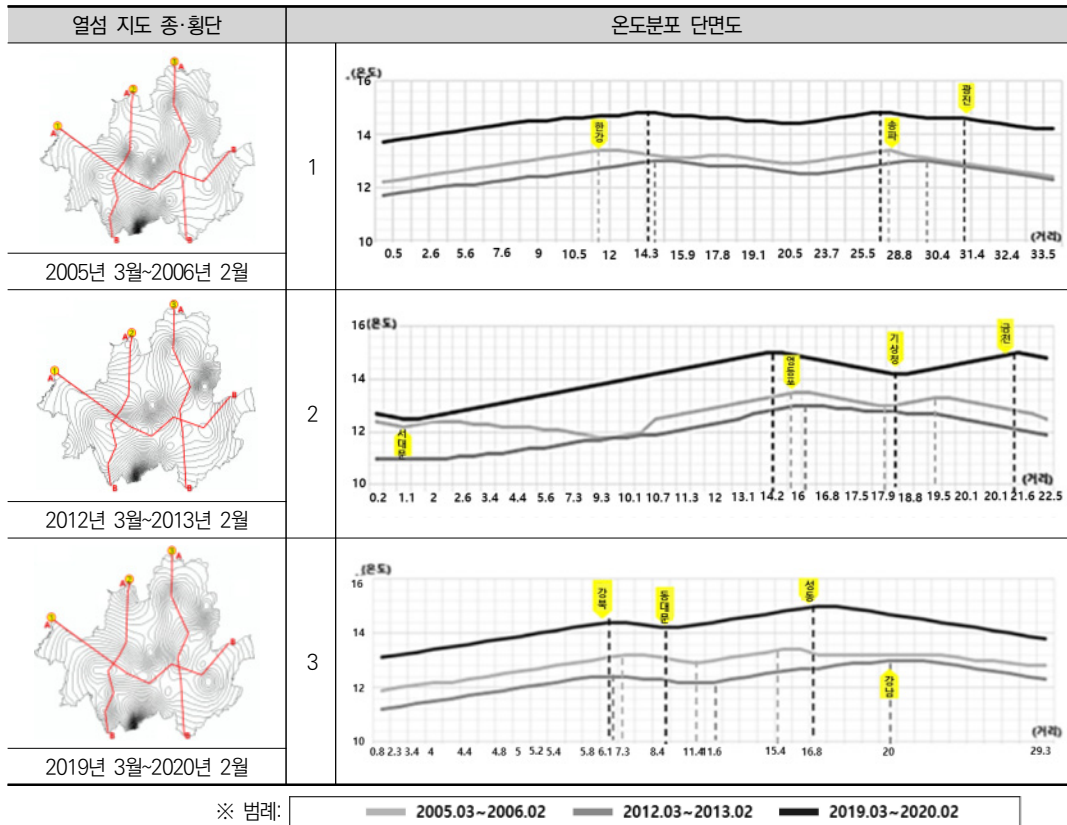 열섬 지도 종·횡단
온도분포 단면도
① A
② A
③ A
B
B
B
2005년 3월~2006년 2월
1
(온도)
16
14
12
10
한강
송파
광진
(거리)
0.5 2.6 5.6 7.6 9 10.5 12 14.3 15.9 17.8 19.1 20.5 23.7 25.5 28.8 30.4 31.4 32.4 33.5
① A
② A
③ A
B
B
B
2012년 3월~2013년 2월
2
(온도)
16
14
12
10
서대문
영등포
기상청
금천
(거리)
0.2 1.1 2 2.6 3.4 4.4 5.6 7.3 9.3 10.1 10.7 11.3 12 13.1 14.2 16 16.8 17.5 17.9 18.8 19.5 20.1 20.1 21.6 22.5
① A
② A
③ A
B
B
B
2019년 3월~2020년 2월
3
(온도)
16
14
12
10
강북
동대문
성동
강남
(거리)
0.8 2.3 3.4 4 4.4 4.8 5 5.2 5.4 5.8 6.1 7.3 8.4 11.4 11.6 15.4 16.8 20 29.3
※ 범례:
2005.03~2006.02 2012.03~2013.02 2019.03~2020.02